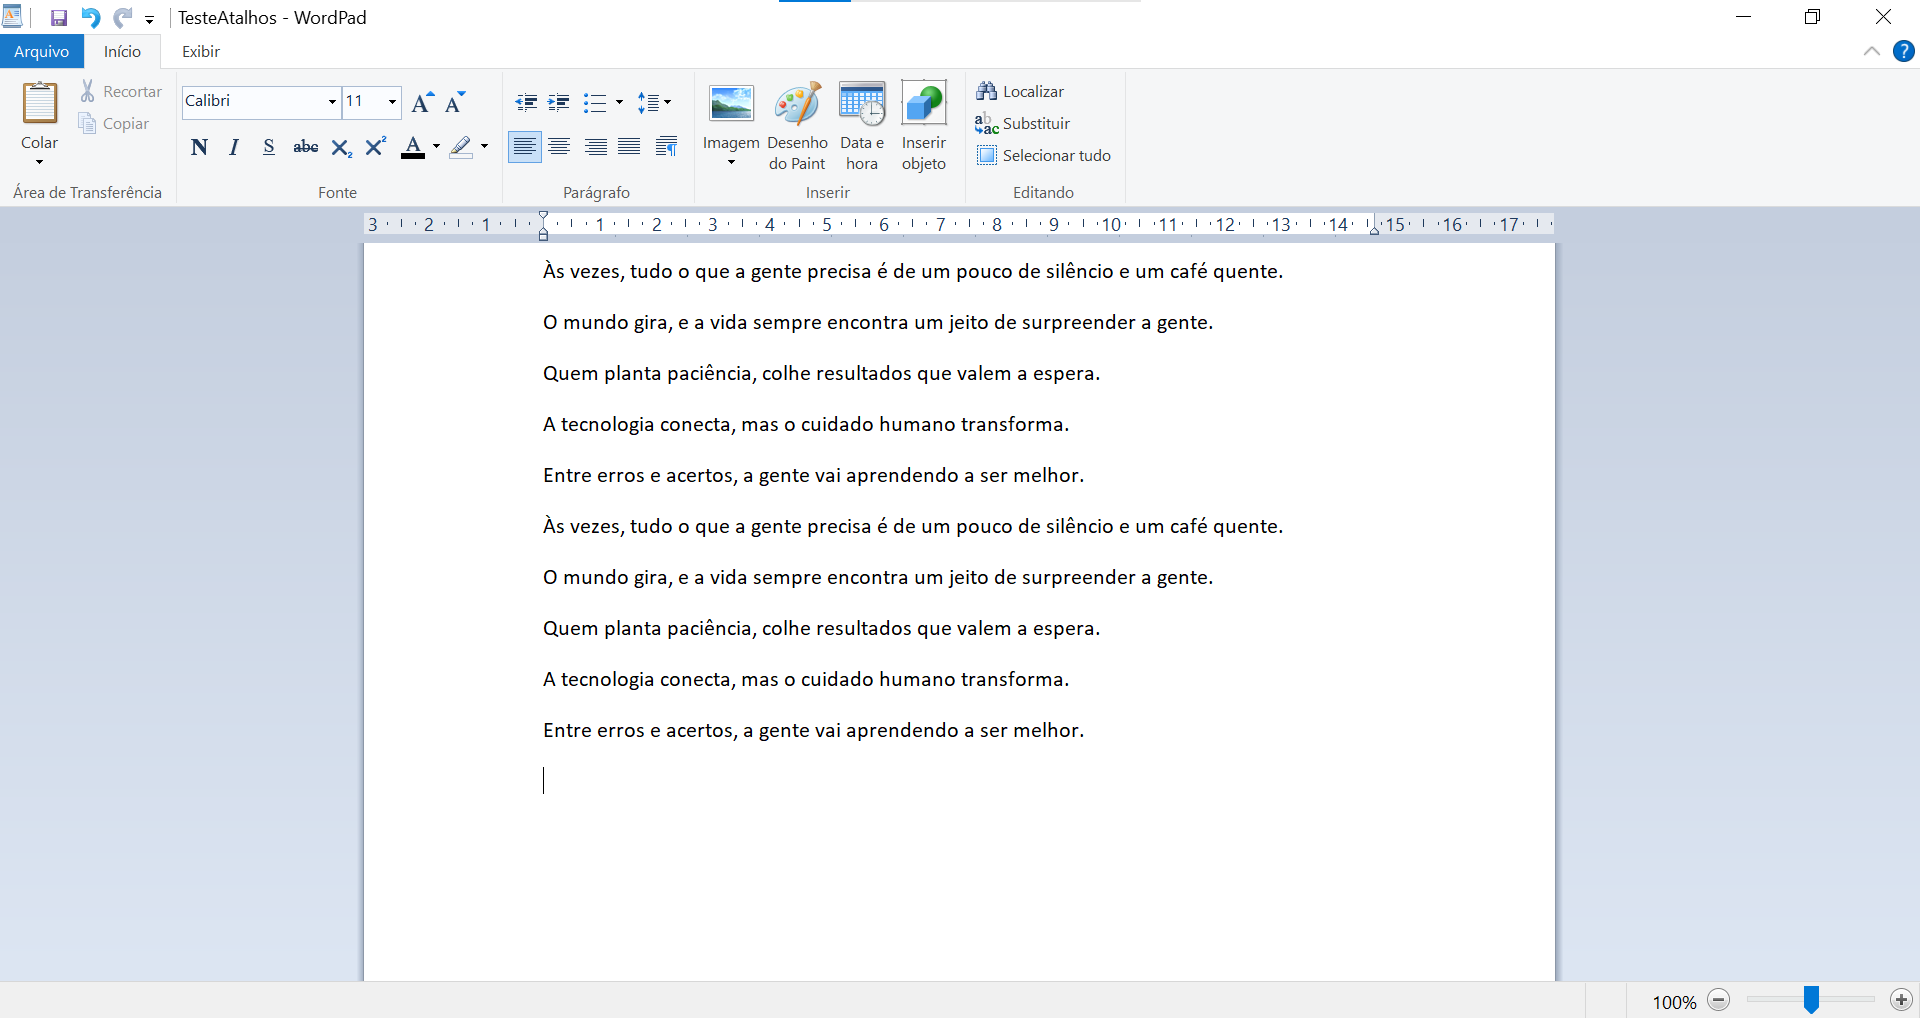 TesteAtalhos - WordPad
Arquivo Início Exibir
Colar
Recortar
Copiar
Área de Transferência
Calibri 11
N I S abc X₂ X² A
Fonte
Parágrafo
Imagem
Desenho do Paint
Data e hora
Inserir objeto
Inserir
Localizar
Substituir
Selecionar tudo
Editando
3 2 1 1 2 3 4 5 6 7 8 9 10 11 12 13 14 15 16 17
Às vezes, tudo o que a gente precisa é de um pouco de silêncio e um café quente.
O mundo gira, e a vida sempre encontra um jeito de surpreender a gente.
Quem planta paciência, colhe resultados que valem a espera.
A tecnologia conecta, mas o cuidado humano transforma.
Entre erros e acertos, a gente vai aprendendo a ser melhor.
Às vezes, tudo o que a gente precisa é de um pouco de silêncio e um café quente.
O mundo gira, e a vida sempre encontra um jeito de surpreender a gente.
Quem planta paciência, colhe resultados que valem a espera.
A tecnologia conecta, mas o cuidado humano transforma.
Entre erros e acertos, a gente vai aprendendo a ser melhor.
100%